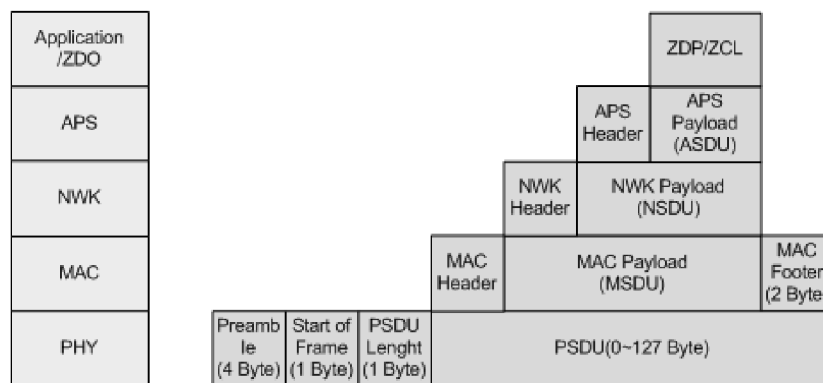 Application
/ZDO
ZDP/ZCL
APS
APS
Header
APS
Payload
(ASDU)
NWK
NWK
Header
NWK Payload
(NSDU)
MAC
MAC
Header
MAC Payload
(MSDU)
MAC
Footer
(2 Byte
PHY
Preamb
le
(4 Byte)
Start of
Frame
(1 Byte)
PSDU
Lenght
(1 Byte)
PSDU(0~127 Byte)